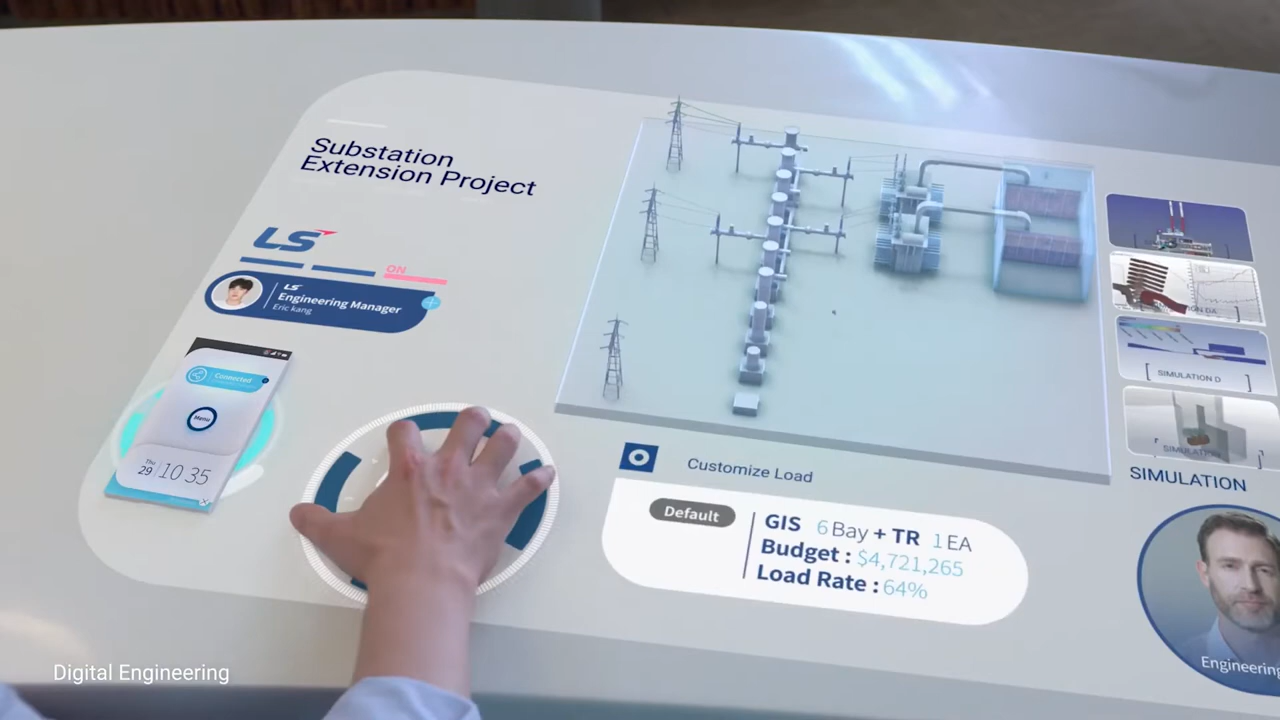 Substation
Extension Project
LS
ON
LS
Engineering Manager
Eric kang
Connected
Menu
Thu
29
10 35
Customize Load
Default
GIS 6 Bay + TR 1 EA
Budget : $4,721,265
Load Rate : 64%
SIMULATION D
SIMULATION
Engineering
Digital Engineering